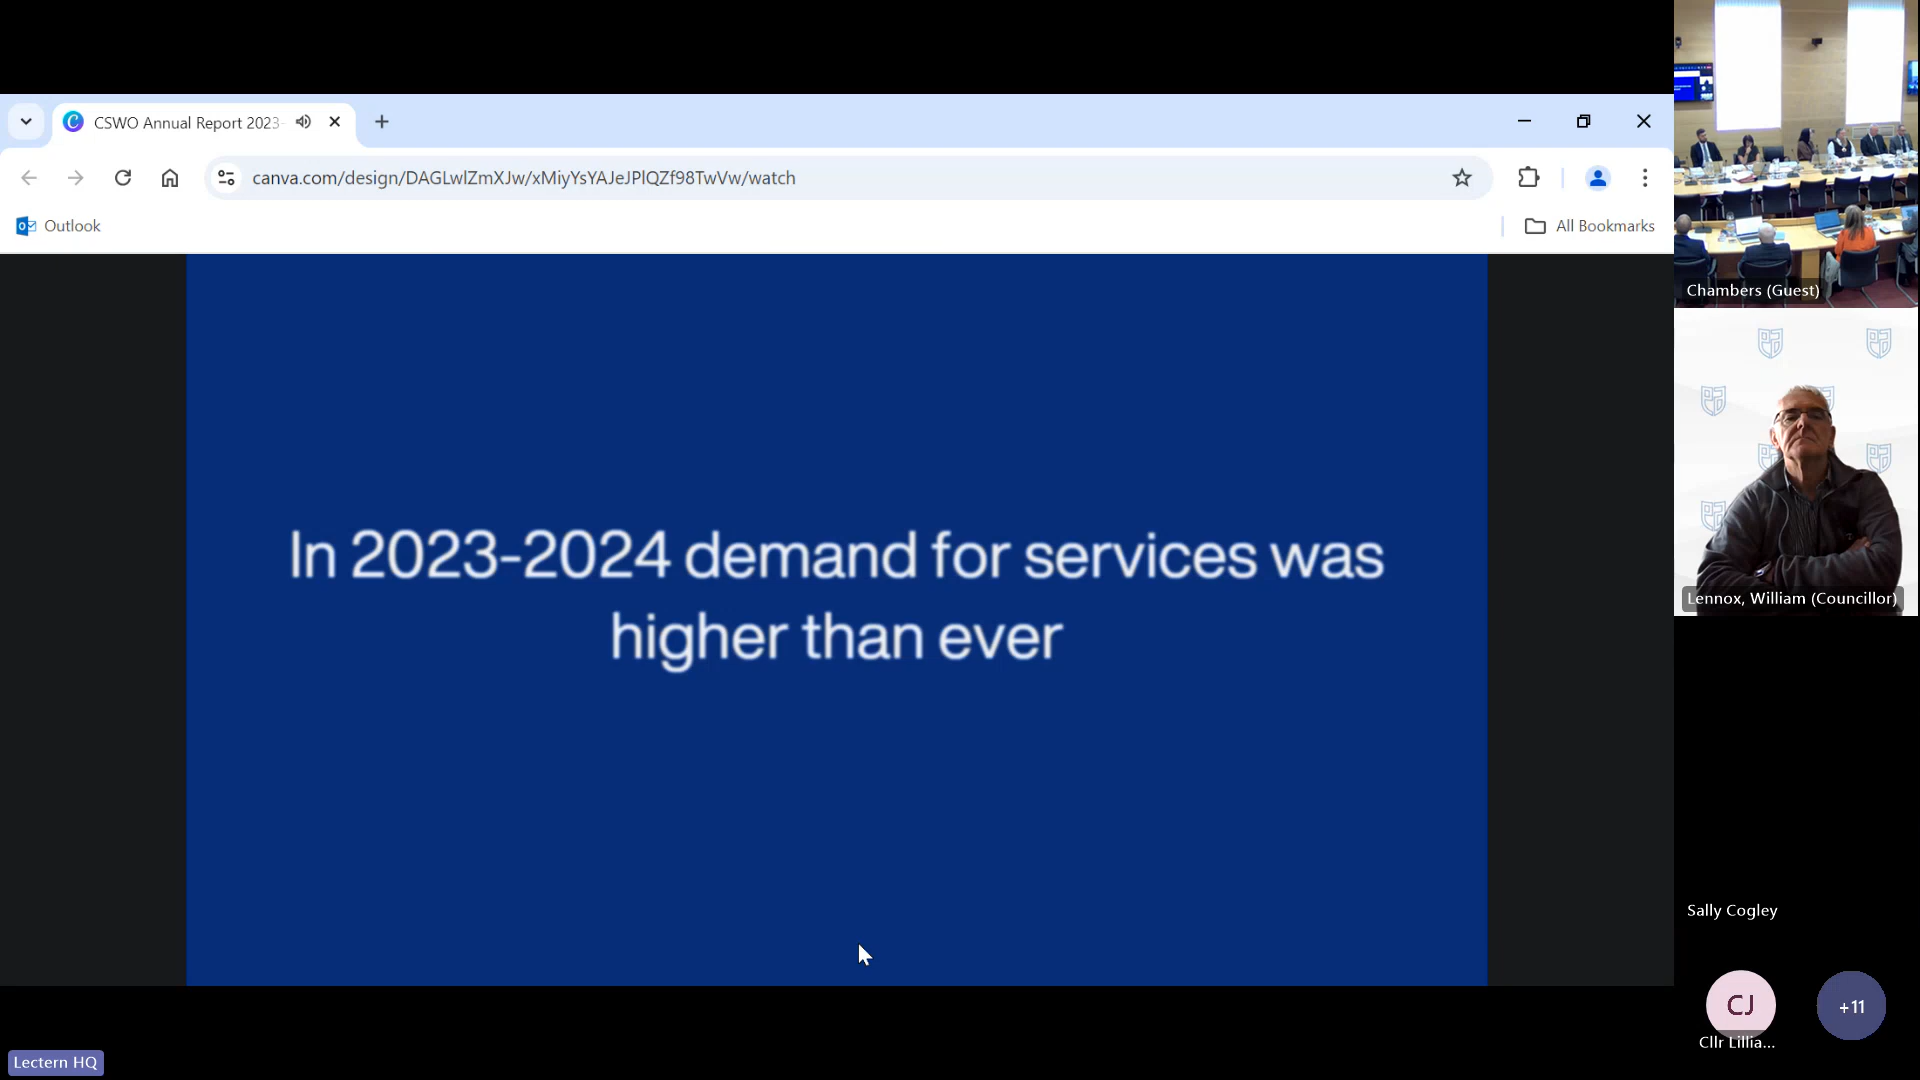 CSWO Annual Report 2023-
canva.com/design/DAGLwlZmXJw/xMiyYsYAJeJPlQZf98TwVw/watch
Outlook
All Bookmarks
In 2023-2024 demand for services was
higher than ever
Chambers (Guest)
Lennox, William (Councillor)
Sally Cogley
CJ
+11
Cllr Lillia...
Lectern HQ